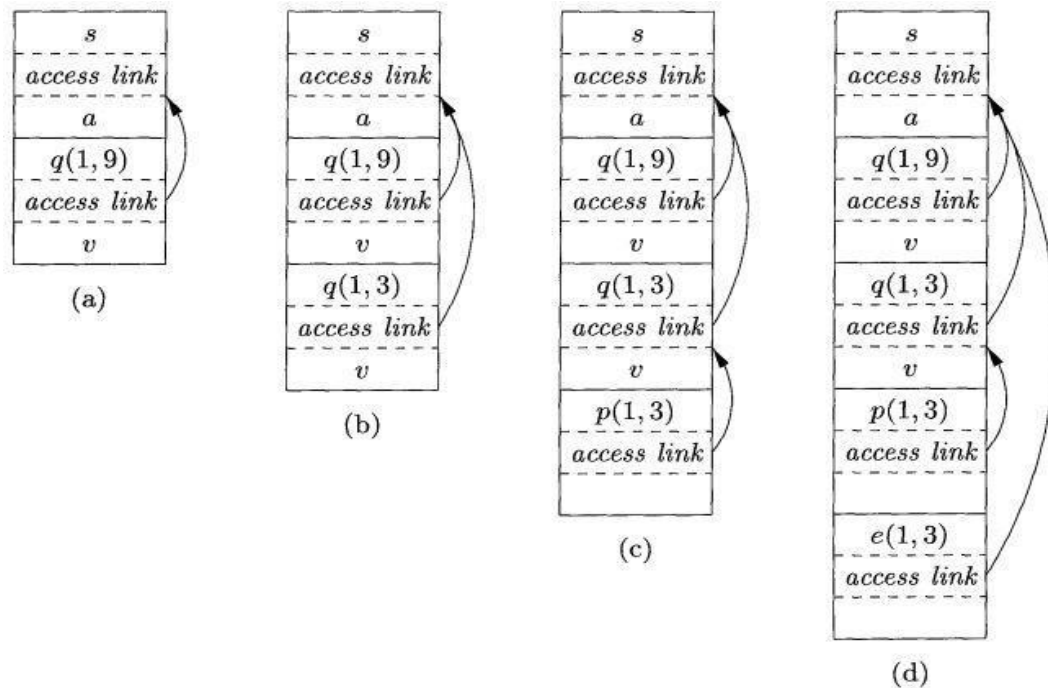 s
access link
a
q(1,9)
access link
v
(a)
s
access link
a
q(1,9)
access link
v
q(1,3)
access link
v
(b)
s
access link
a
q(1,9)
access link
v
q(1,3)
access link
v
p(1,3)
access link
(c)
s
access link
a
q(1,9)
access link
v
q(1,3)
access link
v
p(1,3)
access link
e(1,3)
access link
(d)